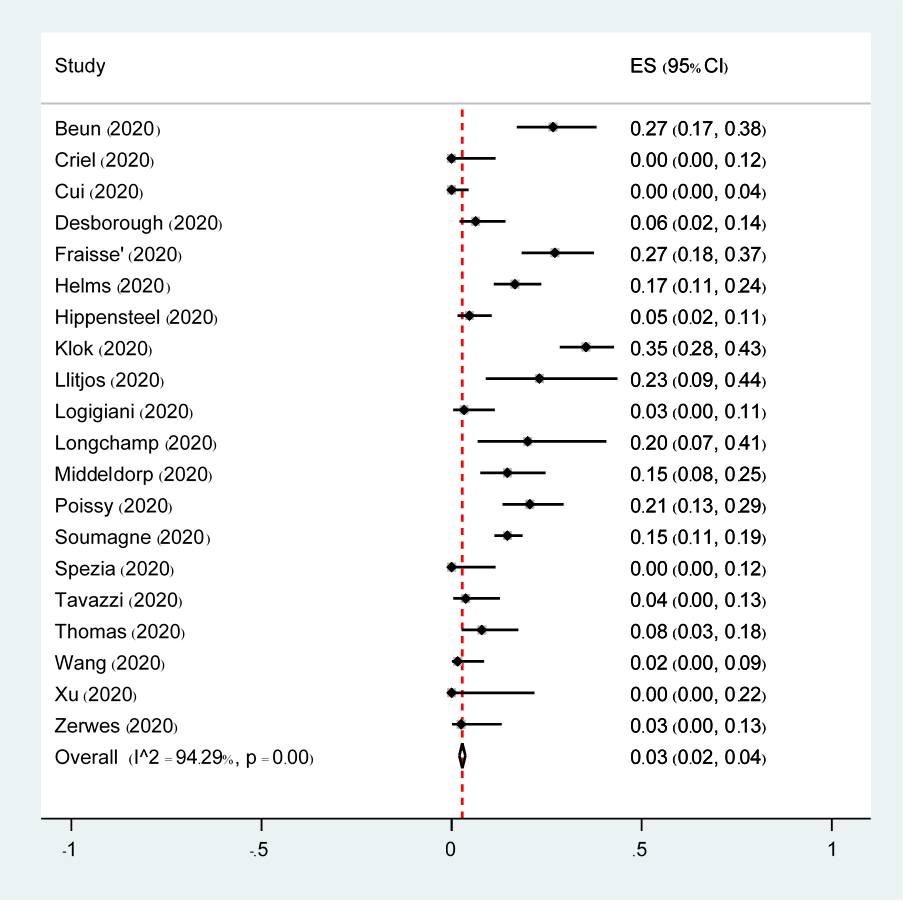 Study ES (95% CI)
Beun (2020) 0.27 (0.17, 0.38)
Criel (2020) 0.00 (0.00, 0.12)
Cui (2020) 0.00 (0.00, 0.04)
Desborough (2020) 0.06 (0.02, 0.14)
Fraisse' (2020) 0.27 (0.18, 0.37)
Helms (2020) 0.17 (0.11, 0.24)
Hippensteel (2020) 0.05 (0.02, 0.11)
Klok (2020) 0.35 (0.28, 0.43)
Llitjos (2020) 0.23 (0.09, 0.44)
Logigiani (2020) 0.03 (0.00, 0.11)
Longchamp (2020) 0.20 (0.07, 0.41)
Middeldorp (2020) 0.15 (0.08, 0.25)
Poissy (2020) 0.21 (0.13, 0.29)
Soumagne (2020) 0.15 (0.11, 0.19)
Spezia (2020) 0.00 (0.00, 0.12)
Tavazzi (2020) 0.04 (0.00, 0.13)
Thomas (2020) 0.08 (0.03, 0.18)
Wang (2020) 0.02 (0.00, 0.09)
Xu (2020) 0.00 (0.00, 0.22)
Zerwes (2020) 0.03 (0.00, 0.13)
Overall (I^2 = 94.29%, p = 0.00) 0.03 (0.02, 0.04)
-1 -.5 0 .5 1